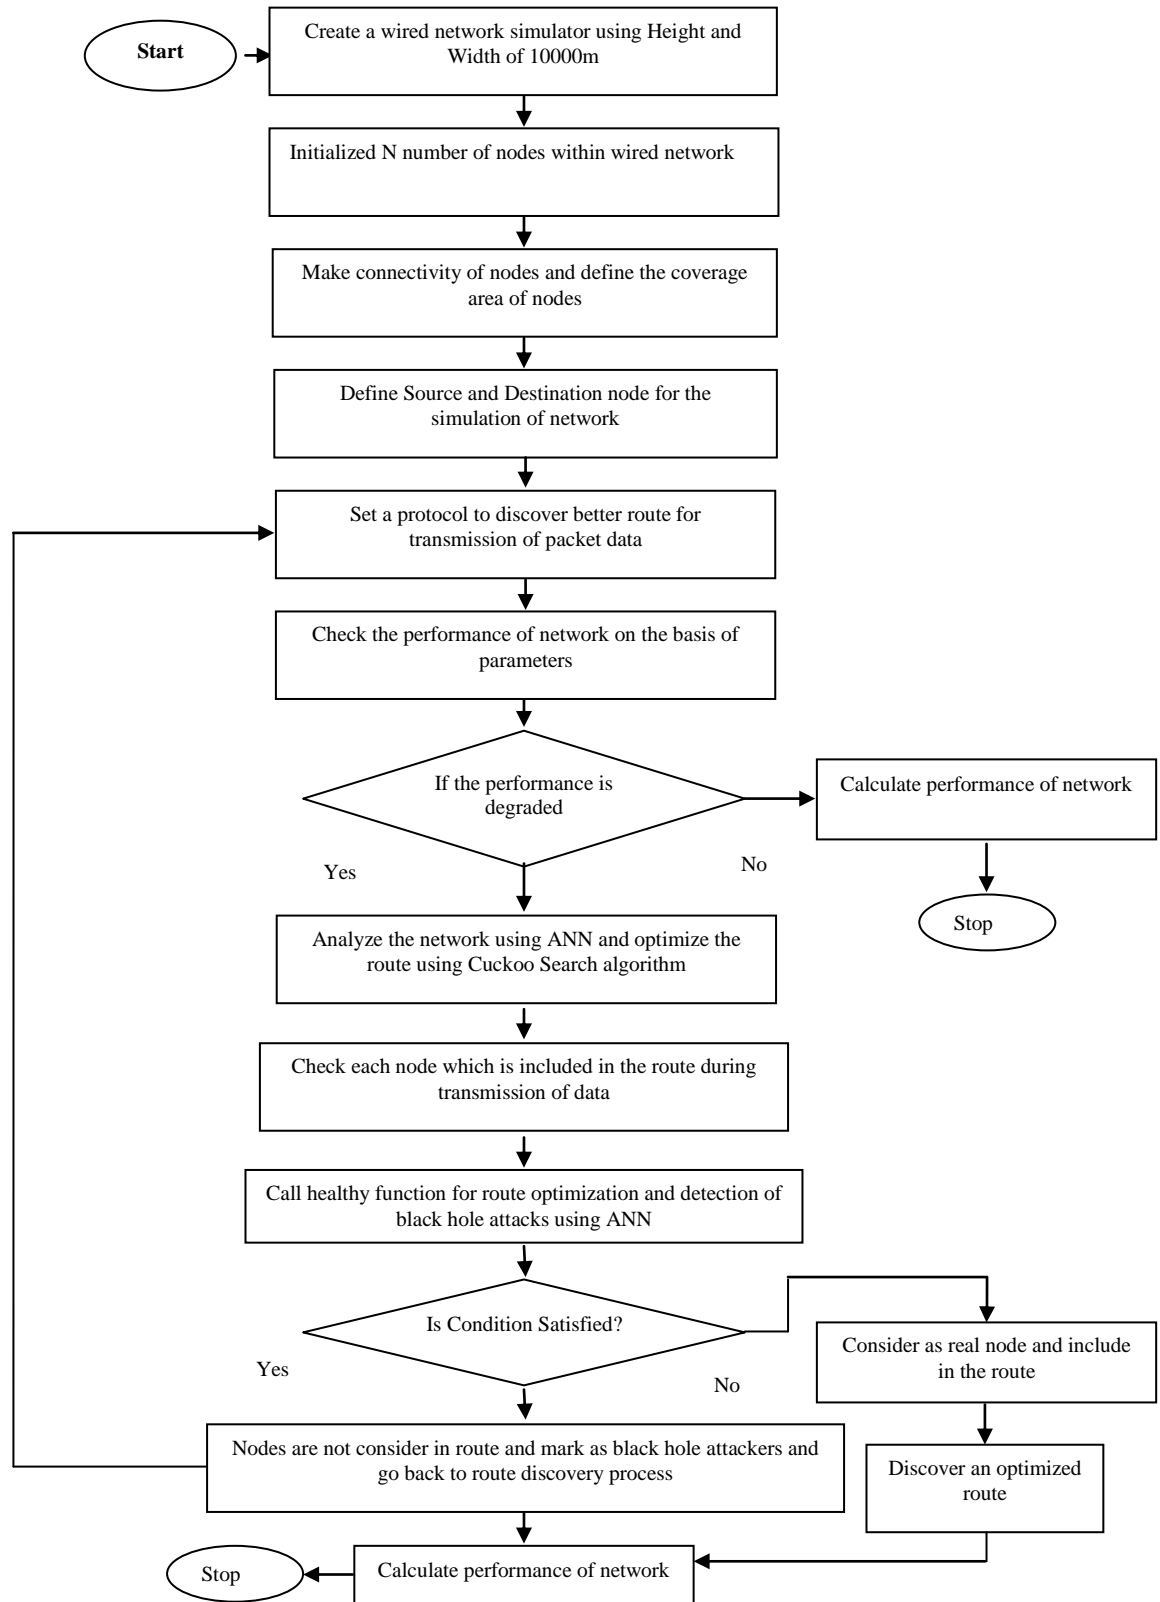 Start
Create a wired network simulator using Height and
Width of 10000m
Initialized N number of nodes within wired network
Make connectivity of nodes and define the coverage
area of nodes
Define Source and Destination node for the
simulation of network
Set a protocol to discover better route for
transmission of packet data
Check the performance of network on the basis of
parameters
If the performance is
degraded
Calculate performance of network
Yes
No
Stop
Analyze the network using ANN and optimize the
route using Cuckoo Search algorithm
Check each node which is included in the route during
transmission of data
Call healthy function for route optimization and detection of
black hole attacks using ANN
Is Condition Satisfied?
Yes
No
Consider as real node and include
in the route
Nodes are not consider in route and mark as black hole attackers and
go back to route discovery process
Discover an optimized
route
Calculate performance of network
Stop